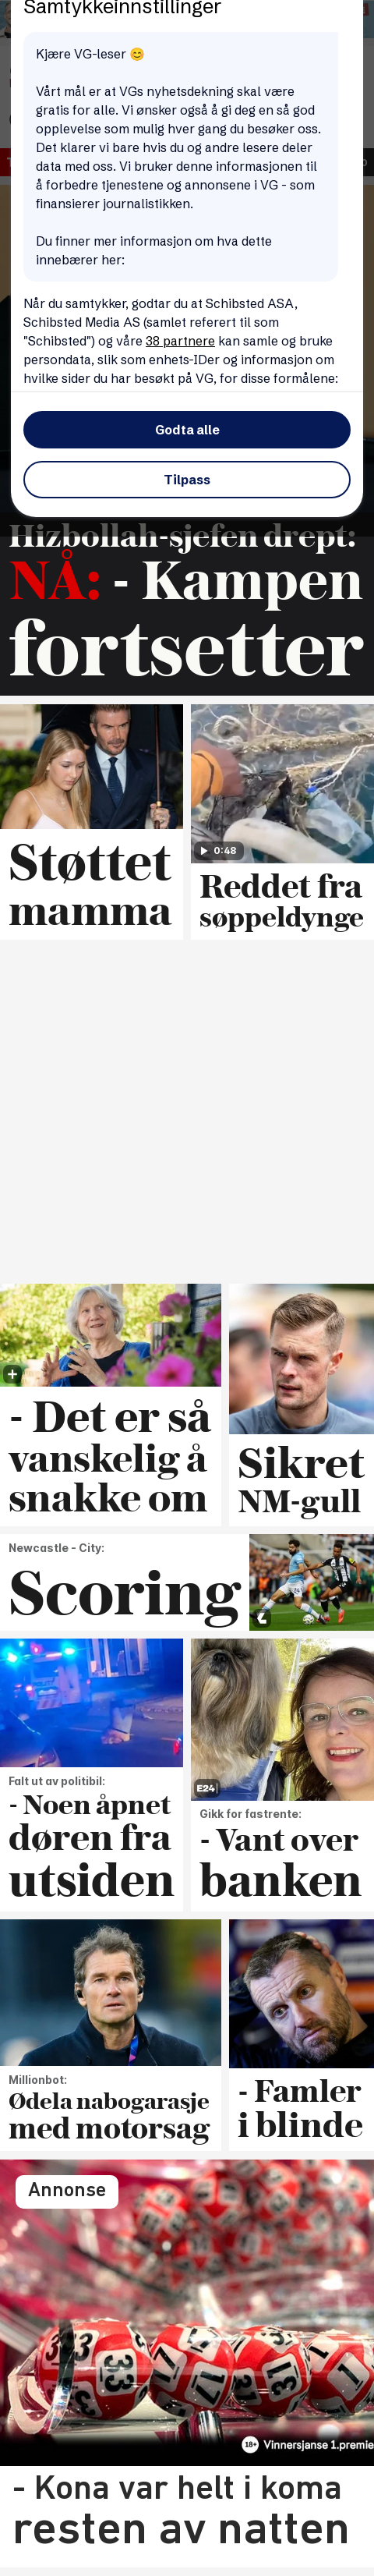 Samtykkeinnstillinger
Kjære VG-leser 😊
Vårt mål er at VGs nyhetsdekning skal være
gratis for alle. Vi ønsker også å gi deg en så god
opplevelse som mulig hver gang du besøker oss.
Det klarer vi bare hvis du og andre lesere deler
data med oss. Vi bruker denne informasjonen til
å forbedre tjenestene og annonsene i VG - som
finansierer journalistikken.
Du finner mer informasjon om hva dette
innebærer her:
Når du samtykker, godtar du at Schibsted ASA,
Schibsted Media AS (samlet referert til som
"Schibsted") og våre 38 partnere kan samle og bruke
persondata, slik som enhets-IDer og informasjon om
hvilke sider du har besøkt på VG, for disse formålene:
Godta alle
Tilpass
Hizbollah-sjefen drept:
NÅ: - Kampen
fortsetter
Støttet
mamma
0:48
Reddet fra
søppeldynge
- Det er så
vanskelig å
snakke om
Sikret
NM-gull
Newcastle - City:
Scoring
Falt ut av politibil:
- Noen åpnet
døren fra
utsiden
E24
Gikk for fastrente:
- Vant over
banken
Millionbot:
Ødela nabogarasje
med motorsag
- Famler
i blinde
Annonse
33
17
13
1
18+ Vinnersjanse 1.premie
- Kona var helt i koma
resten av natten